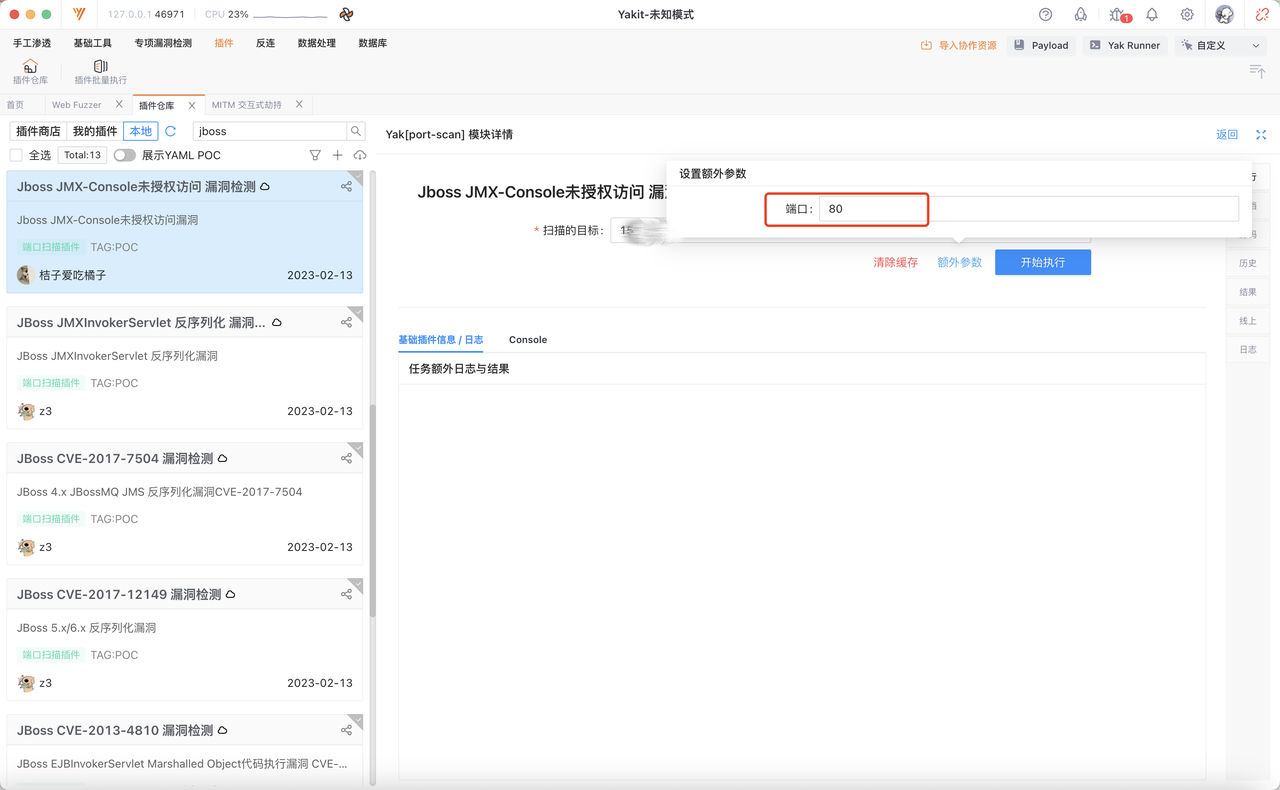 127.0.0.1 46971 CPU 23% Yakit-未知模式 1
手工渗透 基础工具 专项漏洞检测 插件 反连 数据处理 数据库 导入协作资源 Payload Yak Runner 自定义
插件仓库 插件批量执行
首页 Web Fuzzer 插件仓库 MITM 交互式劫持
插件商店 我的插件 本地 jboss
全选 Total:13 展示YAML POC
Jboss JMX-Console未授权访问 漏洞检测
Jboss JMX-Console未授权访问漏洞
端口扫描插件 TAG:POC
桔子爱吃橘子 2023-02-13
JBoss JMXInvokerServlet 反序列化 漏洞...
JBoss JMXInvokerServlet 反序列化漏洞
端口扫描插件 TAG:POC
z3 2023-02-13
JBoss CVE-2017-7504 漏洞检测
JBoss 4.x JBossMQ JMS 反序列化漏洞CVE-2017-7504
端口扫描插件 TAG:POC
z3 2023-02-13
JBoss CVE-2017-12149 漏洞检测
JBoss 5.x/6.x 反序列化漏洞
端口扫描插件 TAG:POC
z3 2023-02-13
JBoss CVE-2013-4810 漏洞检测
JBoss EJBInvokerServlet Marshalled Object代码执行漏洞 CVE-...
Yak[port-scan] 模块详情 返回
设置额外参数
端口: 80
Jboss JMX-Console未授权访问
* 扫描的目标: 15
清除缓存 额外参数 开始执行
基础插件信息 / 日志 Console
任务额外日志与结果
历史
结果
线上
日志